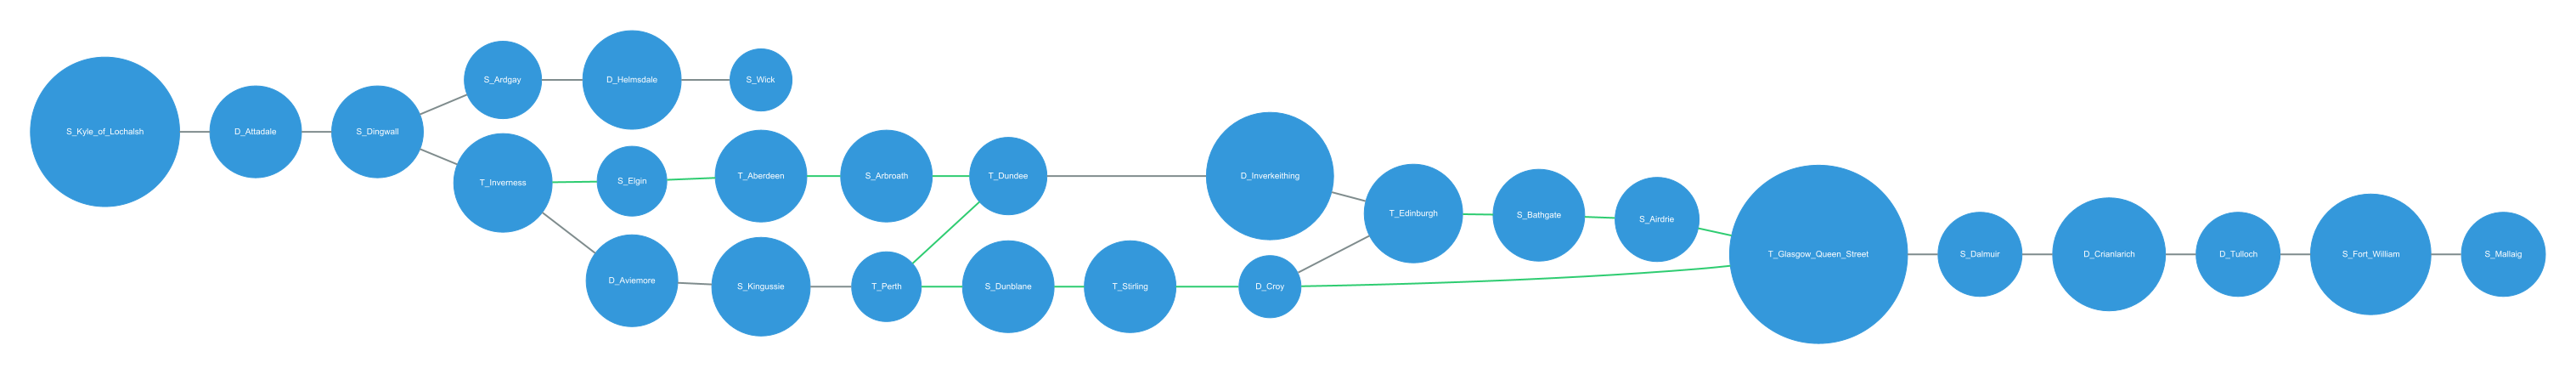 S_Ardgay
D_Helmsdale
S_Wick
S_Kyle_of_Lochalsh
D_Attadale
S_Dingwall
T_Inverness
S_Elgin
T_Aberdeen
S_Arbroath
T_Dundee
D_Inverkeithing
T_Edinburgh
S_Bathgate
S_Airdrie
T_Glasgow_Queen_Street
S_Dalmuir
D_Crianlarich
D_Tulloch
S_Fort_William
S_Mallaig
D_Aviemore
S_Kingussie
T_Perth
S_Dunblane
T_Stirling
D_Croy